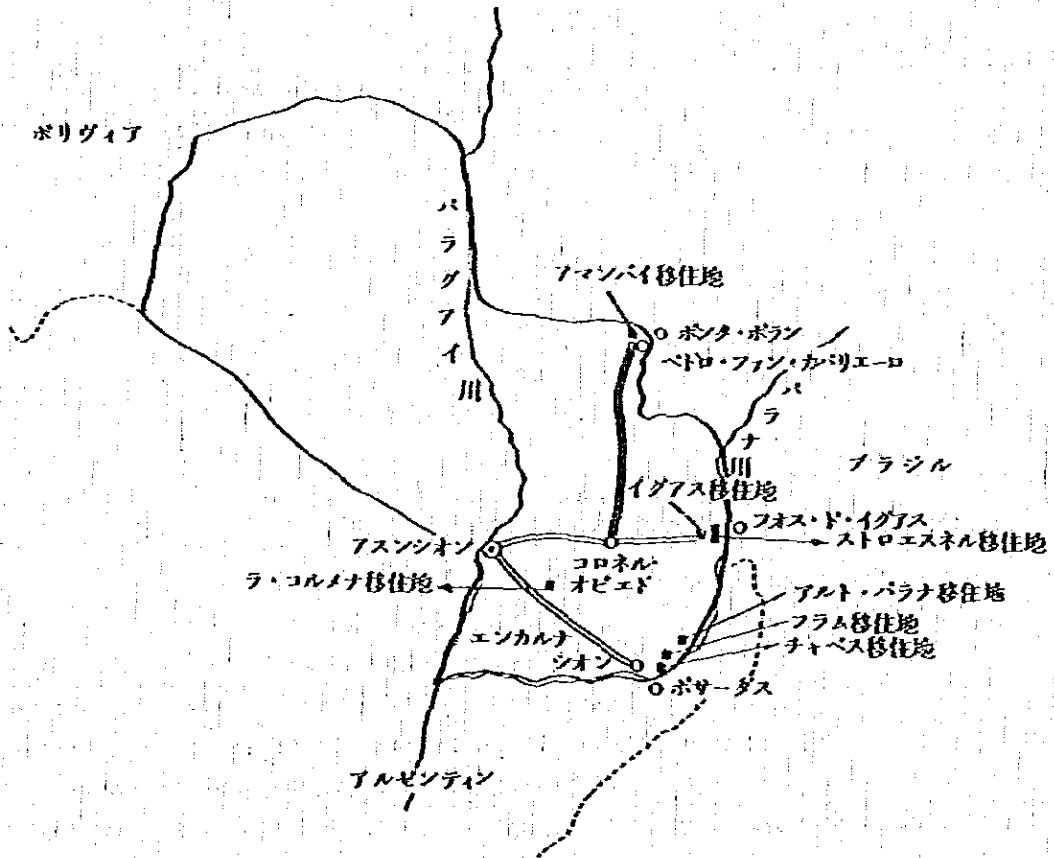 ボリヴィア
パラグアイ川
アマンバイ移住地
ポンタ・ポラン
ペドロ・ファン・カバリエーロ
パラナ川
ブラジル
イグアス移住地
フォス・ド・イグアス
ストロエスネル移住地
アスンシオン
コロネル・
オビエド
ラ・コルメナ移住地
アルト・パラナ移住地
フラム移住地
チャベス移住地
エンカルナ
シオン
ポサーダス
アルゼンティン